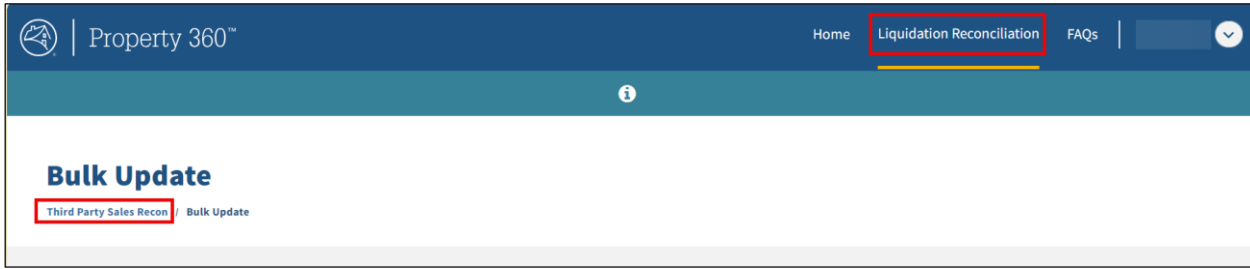 Property 360™ Home Liquidation Reconciliation FAQs
Bulk Update
Third Party Sales Recon / Bulk Update